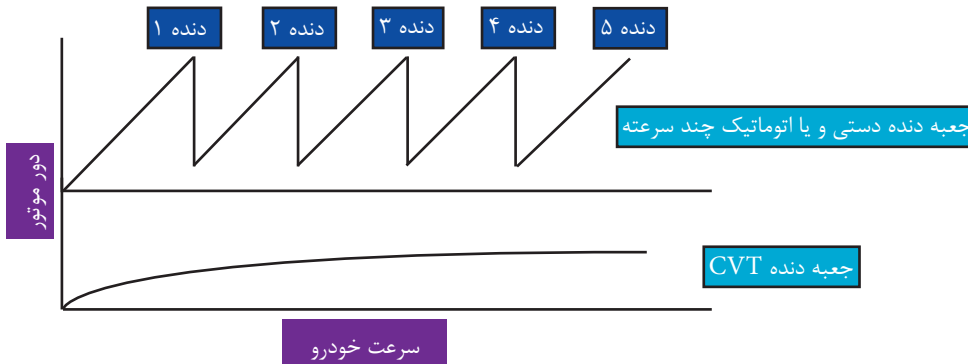 دنده ۱
دنده ۲
دنده ۳
دنده ۴
دنده ۵
جعبه دنده دستی و یا اتوماتیک چند سرعته
دور موتور
جعبه دنده CVT
سرعت خودرو